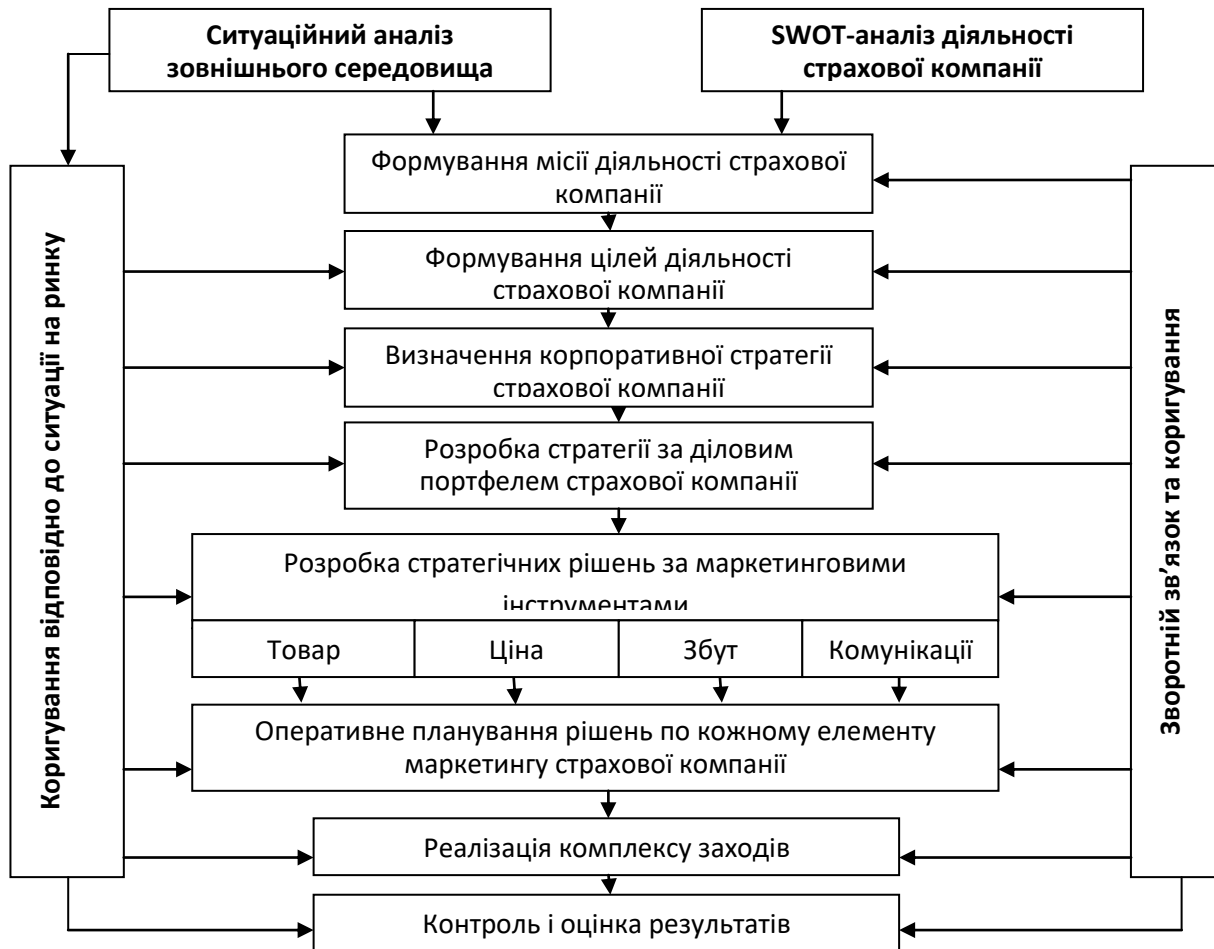 Ситуаційний аналіз
зовнішнього середовища
SWOT-аналіз діяльності
страхової компанії
Формування місії діяльності страхової
компанії
Формування цілей діяльності
страхової компанії
Визначення корпоративної стратегії
страхової компанії
Розробка стратегії за діловим
портфелем страхової компанії
Розробка стратегічних рішень за маркетинговими
інструментами
Товар
Ціна
Збут
Комунікації
Оперативне планування рішень по кожному елементу
маркетингу страхової компанії
Реалізація комплексу заходів
Контроль і оцінка результатів
Коригування відповідно до ситуації на ринку
Зворотній зв’язок та коригування